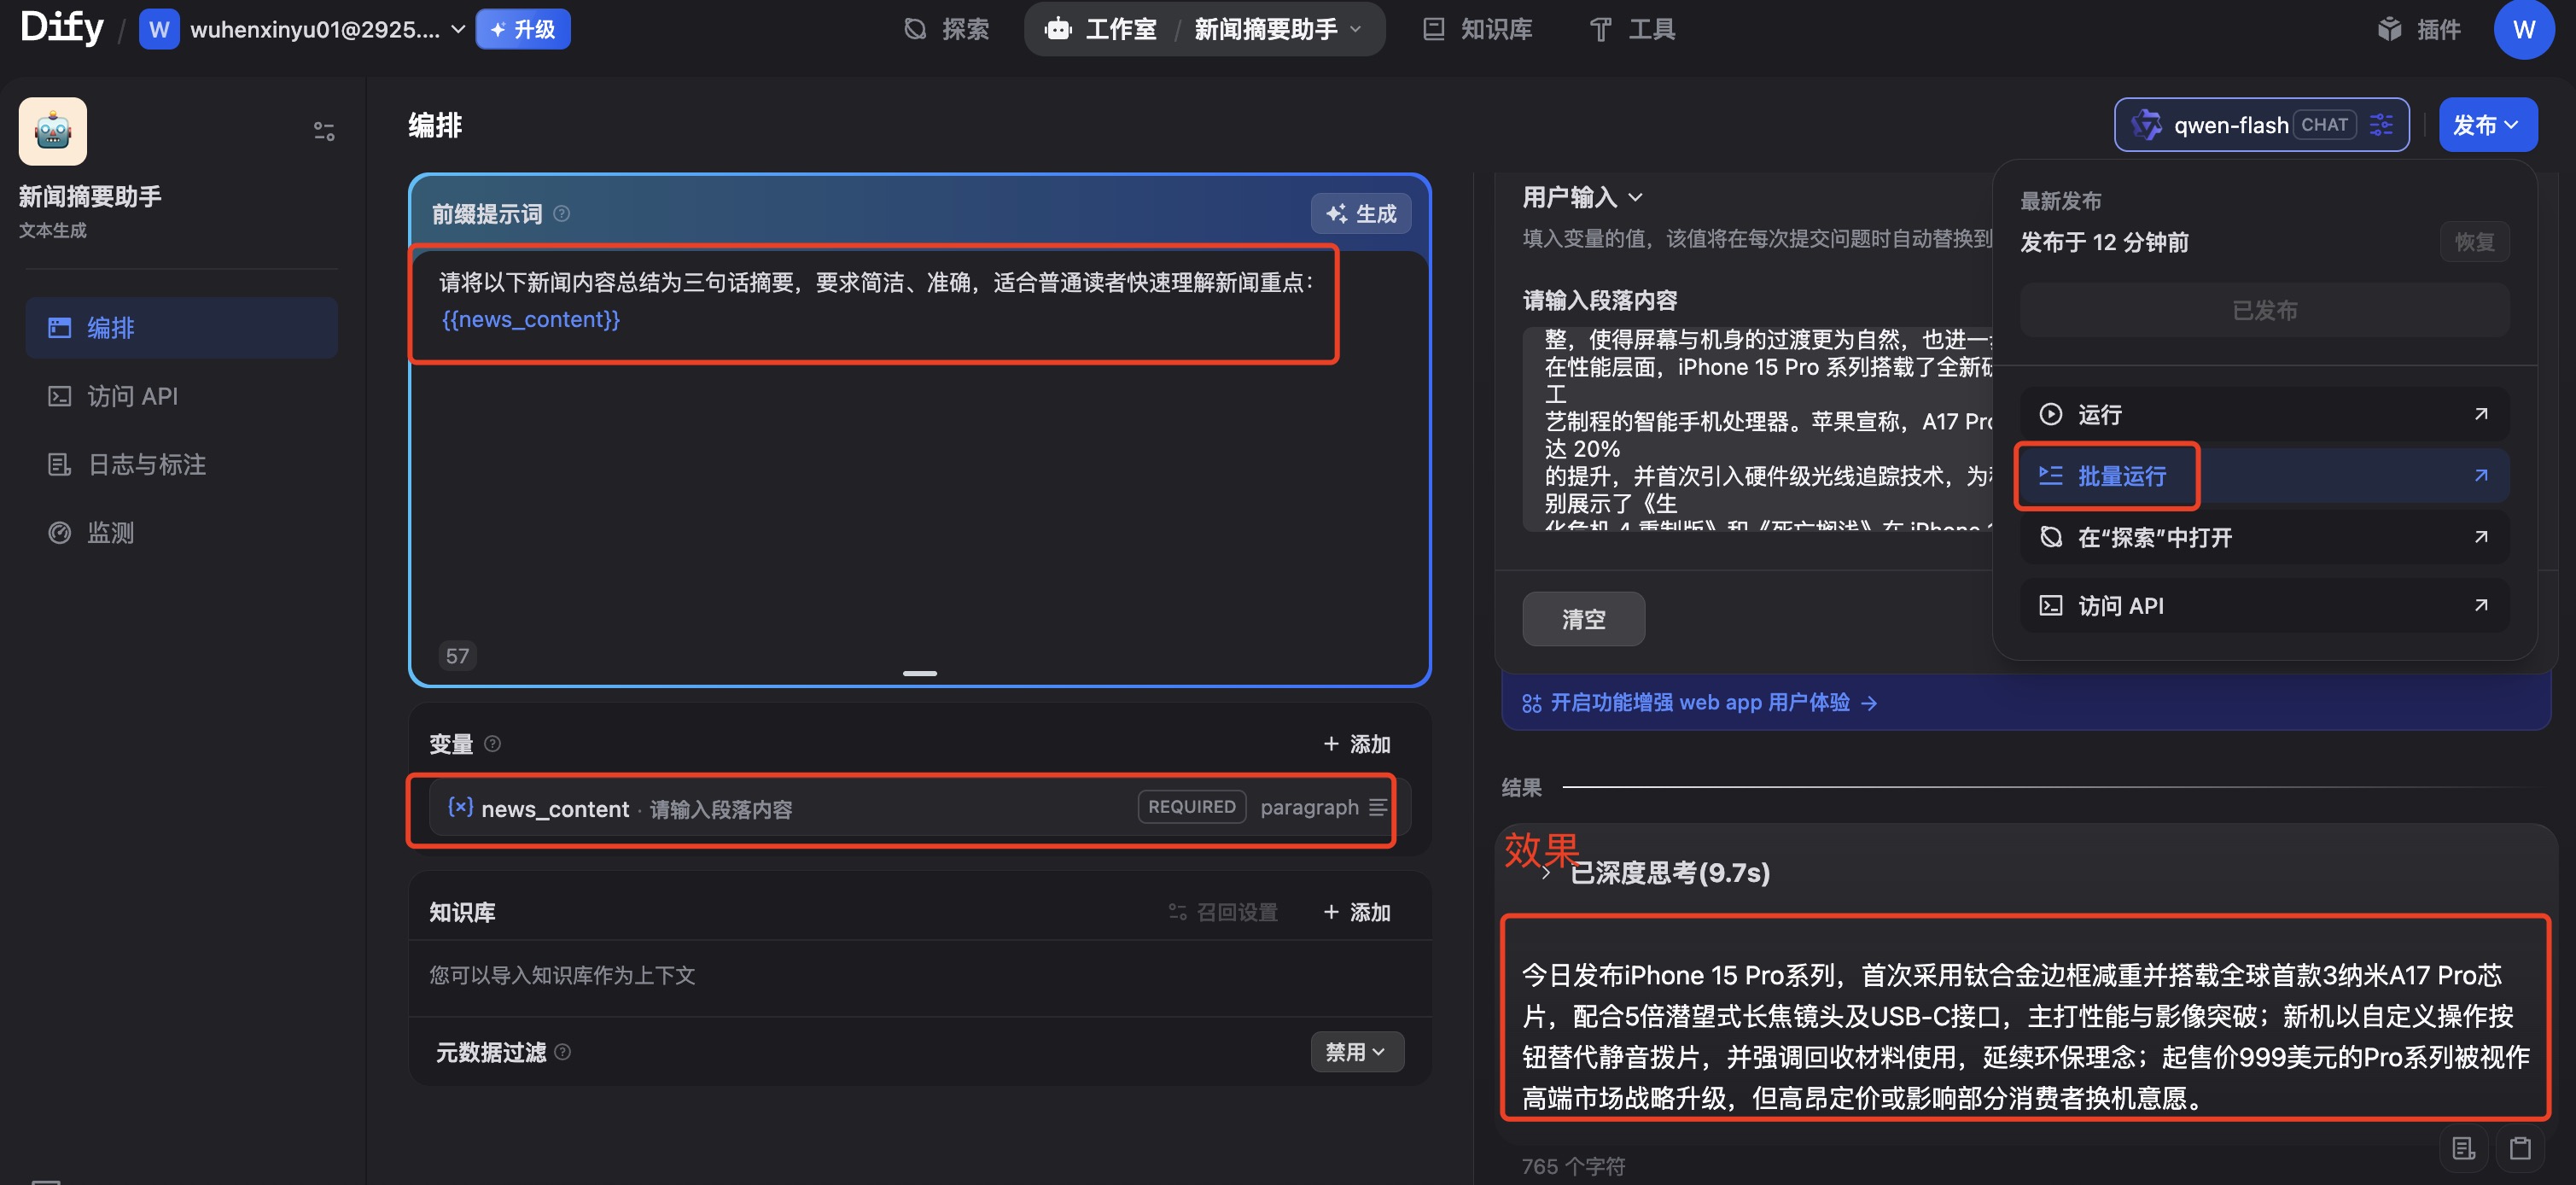 Dify / W wuhenxinyu01@2925.... 升级
探索
工作室 / 新闻摘要助手
知识库
工具
插件
W
新闻摘要助手
文本生成
编排
访问 API
日志与标注
监测
编排
qwen-flash CHAT
发布
前缀提示词
生成
请将以下新闻内容总结为三句话摘要，要求简洁、准确，适合普通读者快速理解新闻重点：
{{news_content}}
57
变量
+ 添加
{x} news_content · 请输入段落内容 REQUIRED paragraph
知识库
召回设置
+ 添加
您可以导入知识库作为上下文
元数据过滤
禁用
用户输入
填入变量的值，该值将在每次提交问题时自动替换到
请输入段落内容
整，使得屏幕与机身的过渡更为自然，也进一
在性能层面，iPhone 15 Pro 系列搭载了全新
工
艺制程的智能手机处理器。苹果宣称，A17 Pro
达 20%
的提升，并首次引入硬件级光线追踪技术，为
别展示了《生
化危机 4 重制版》和《死亡搁浅》在 iPhone
清空
最新发布
发布于 12 分钟前
恢复
已发布
运行
批量运行
在“探索”中打开
访问 API
开启功能增强 web app 用户体验 →
结果
效果
已深度思考(9.7s)
今日发布iPhone 15 Pro系列，首次采用钛合金边框减重并搭载全球首款3纳米A17 Pro芯
片，配合5倍潜望式长焦镜头及USB-C接口，主打性能与影像突破；新机以自定义操作按
钮替代静音拨片，并强调回收材料使用，延续环保理念；起售价999美元的Pro系列被视作
高端市场战略升级，但高昂定价或影响部分消费者换机意愿。
765 个字符